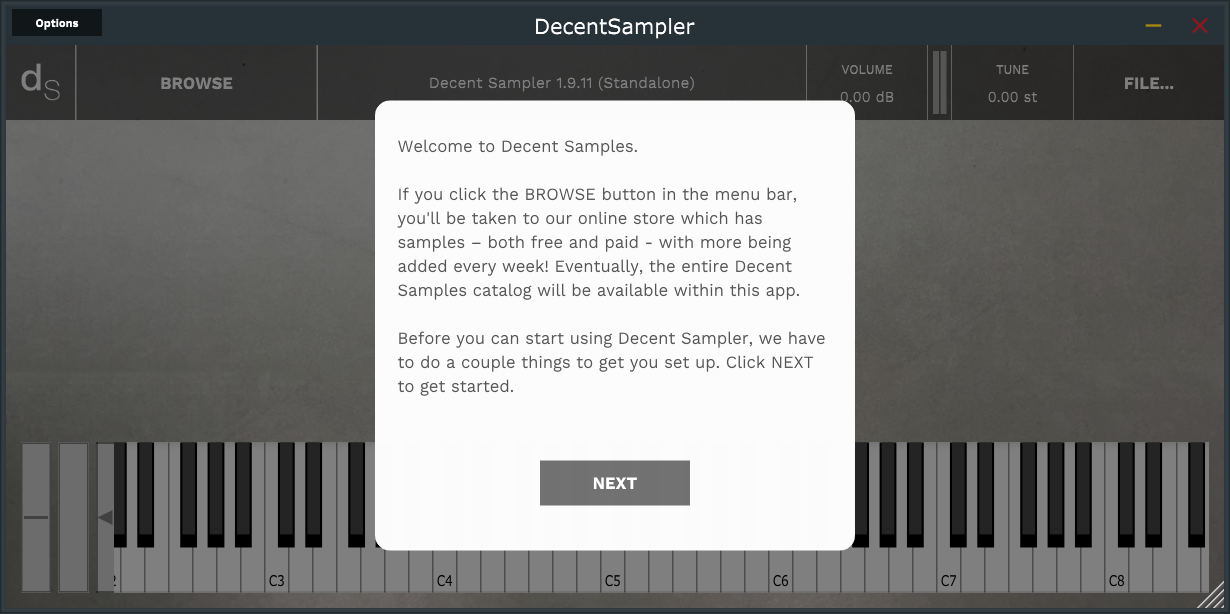 Options
DecentSampler
dS
BROWSE
Decent Sampler 1.9.11 (Standalone)
VOLUME
0.00 dB
TUNE
0.00 st
FILE...
Welcome to Decent Samples.
If you click the BROWSE button in the menu bar,
you'll be taken to our online store which has
samples – both free and paid - with more being
added every week! Eventually, the entire Decent
Samples catalog will be available within this app.
Before you can start using Decent Sampler, we have
to do a couple things to get you set up. Click NEXT
to get started.
NEXT
C3 C4 C5 C6 C7 C8